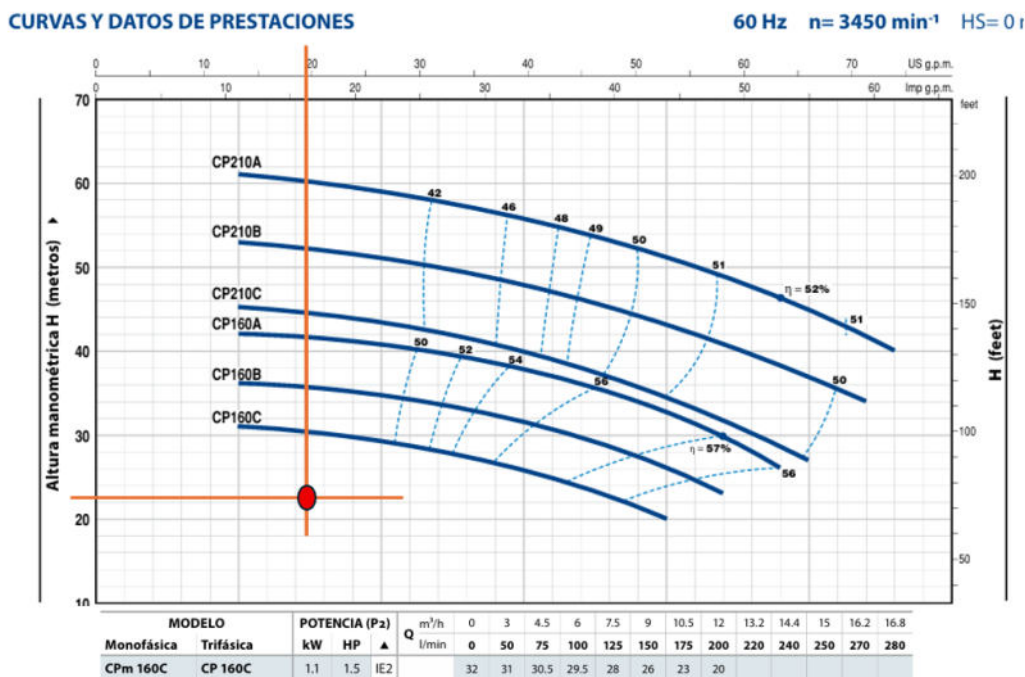 CURVAS Y DATOS DE PRESTACIONES 60 Hz n= 3450 min-1 HS= 0
0 10 20 30 40 50 60 70 US g.p.m.
0 10 20 30 40 50 60 Imp g.p.m.
70 feet
CP210A
200
60 42
46
48
49
CP210B 50
51
50 η = 52%
CP210C 150
51
CP160A
40 50 52
54
CP160B 56 50
CP160C
30 100
η = 57%
56
20
50
10
Altura manométrica H (metros) ►
H (feet)
MODELO POTENCIA (P2) Q m³/h 0 3 4.5 6 7.5 9 10.5 12 13.2 14.4 15 16.2 16.8
Monofásica Trifásica kW HP ▲ l/min 0 50 75 100 125 150 175 200 220 240 250 270 280
CPm 160C CP 160C 1.1 1.5 IE2 32 31 30.5 29.5 28 26 23 20